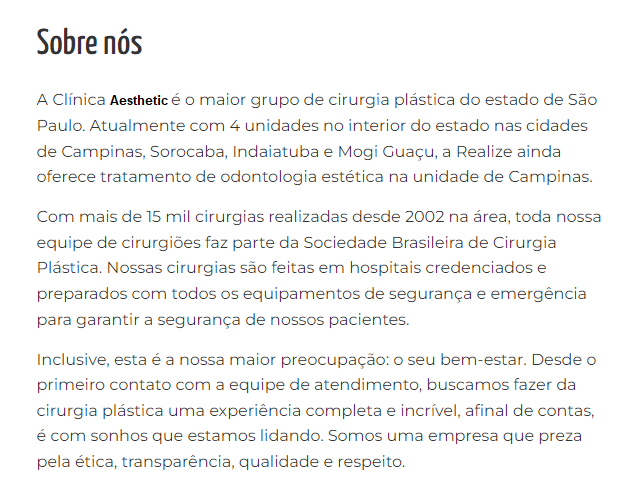 Sobre nós
A Clínica Aesthetic é o maior grupo de cirurgia plástica do estado de São
Paulo. Atualmente com 4 unidades no interior do estado nas cidades
de Campinas, Sorocaba, Indaiatuba e Mogi Guaçu, a Realize ainda
oferece tratamento de odontologia estética na unidade de Campinas.
Com mais de 15 mil cirurgias realizadas desde 2002 na área, toda nossa
equipe de cirurgiões faz parte da Sociedade Brasileira de Cirurgia
Plástica. Nossas cirurgias são feitas em hospitais credenciados e
preparados com todos os equipamentos de segurança e emergência
para garantir a segurança de nossos pacientes.
Inclusive, esta é a nossa maior preocupação: o seu bem-estar. Desde o
primeiro contato com a equipe de atendimento, buscamos fazer da
cirurgia plástica uma experiência completa e incrível, afinal de contas,
é com sonhos que estamos lidando. Somos uma empresa que preza
pela ética, transparência, qualidade e respeito.